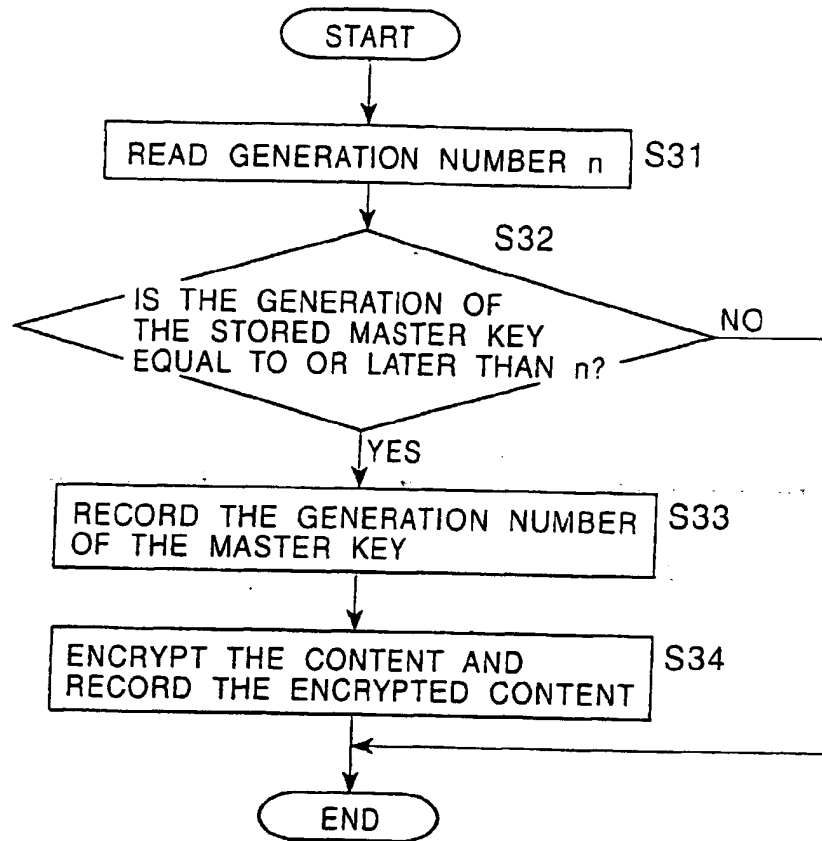 START
READ GENERATION NUMBER n
S31
S32
IS THE GENERATION OF
THE STORED MASTER KEY
EQUAL TO OR LATER THAN n?
NO
YES
RECORD THE GENERATION NUMBER
OF THE MASTER KEY
S33
ENCRYPT THE CONTENT AND
RECORD THE ENCRYPTED CONTENT
S34
END